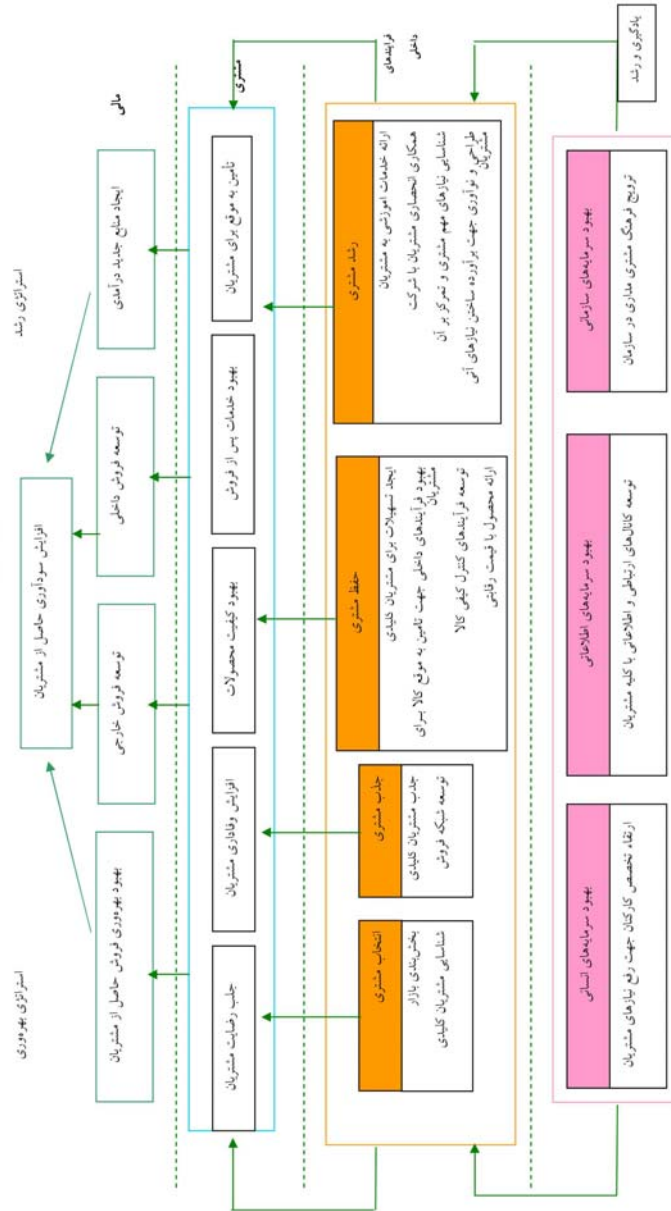 استراتژی رشد
استراتژی بهره‌وری
افزایش سودآوری حاصل از مشتریان
مالی
ایجاد منابع جدید درآمدی
توسعه فروش داخلی
توسعه فروش خارجی
بهبود بهره‌وری فروش حاصل از مشتریان
مشتری
تأمین به موقع برای مشتریان
بهبود خدمات پس از فروش
بهبود کیفیت محصولات
افزایش وفاداری مشتریان
جلب رضایت مشتریان
فرایندهای
داخلی
رشد مشتری
ارائه خدمات اموزشی به مشتریان
همکاری انحصاری مشتریان با شرکت
شناسایی نیازهای مهم مشتری و تمرکز بر آن
طراحی و نوآوری جهت برآورده ساختن نیازهای آتی
مشتریان
حفظ مشتری
ایجد تسهیلات برای مشتریان کلیدی
بهبود فرآیندهای داخلی جهت تامین به موقع کالا برای
مشتریان
توسعه فرآیندهای کنترل کیفی کالا
ارائه محصول با قیمت رقابتی
جذب مشتری
جذب مشتریان کلیدی
توسعه شبکه فروش
انتخاب مشتری
بخش‌بندی بازار
شناسایی مشتریان کلیدی
یادگیری و رشد
بهبود سرمایه‌های سازمانی
ترویج فرهنگ مشتری مداری در سازمان
بهبود سرمایه‌های اطلاعاتی
توسعه کانال‌های ارتباطی و اطلاعاتی با کلیه مشتریان
بهبود سرمایه‌های انسانی
ارتقاء تخصص کارکنان جهت رفع نیازهای مشتریان